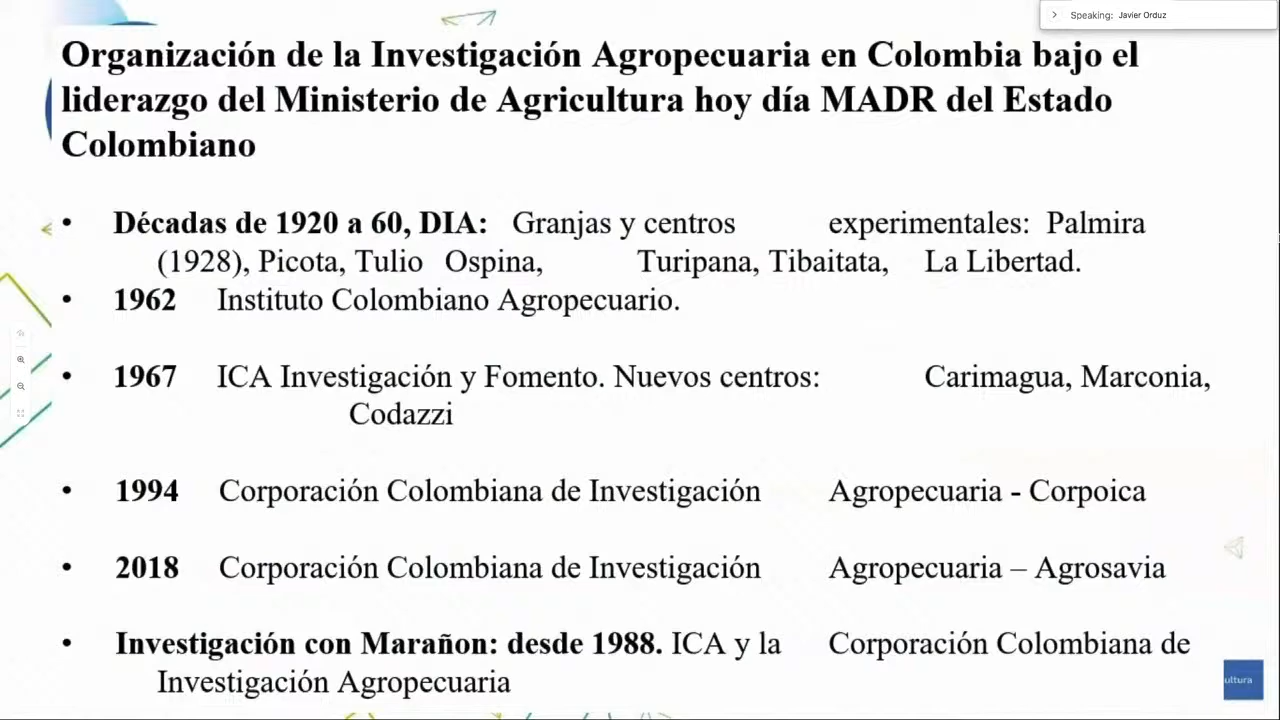 Speaking: Javier Orduz
Organización de la Investigación Agropecuaria en Colombia bajo el
liderazgo del Ministerio de Agricultura hoy día MADR del Estado
Colombiano
• Décadas de 1920 a 60, DIA: Granjas y centros experimentales: Palmira
(1928), Picota, Tulio Ospina, Turipana, Tibaitata, La Libertad.
• 1962 Instituto Colombiano Agropecuario.
• 1967 ICA Investigación y Fomento. Nuevos centros: Carimagua, Marconia,
Codazzi
• 1994 Corporación Colombiana de Investigación Agropecuaria - Corpoica
• 2018 Corporación Colombiana de Investigación Agropecuaria – Agrosavia
• Investigación con Marañon: desde 1988. ICA y la Corporación Colombiana de
Investigación Agropecuaria
ultura